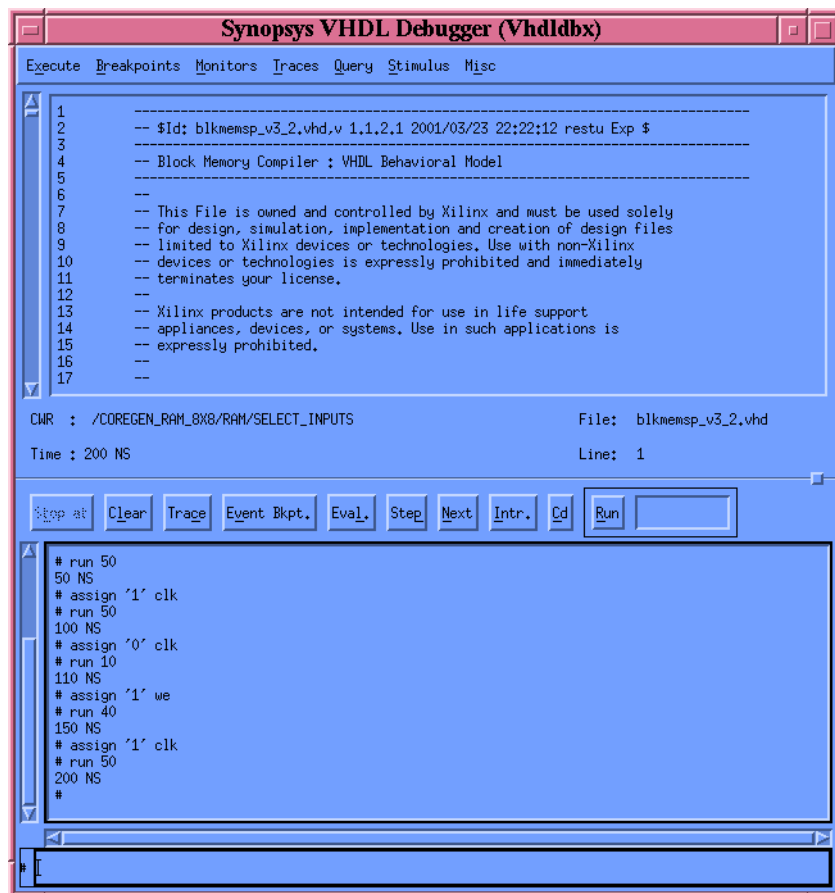 Synopsys VHDL Debugger (Vhdldbx)
Execute Breakpoints Monitors Traces Query Stimulus Misc
1 ----------------------------------------------------------------------
2 -- $Id: blkmemsp_v3_2.vhd,v 1.1.2.1 2001/03/23 22:22:12 restu Exp $
3 ----------------------------------------------------------------------
4 -- Block Memory Compiler : VHDL Behavioral Model
5 ----------------------------------------------------------------------
6 --
7 -- This File is owned and controlled by Xilinx and must be used solely
8 -- for design, simulation, implementation and creation of design files
9 -- limited to Xilinx devices or technologies. Use with non-Xilinx
10 -- devices or technologies is expressly prohibited and immediately
11 -- terminates your license.
12 --
13 -- Xilinx products are not intended for use in life support
14 -- appliances, devices, or systems. Use in such applications is
15 -- expressly prohibited.
16 --
17 --
CWR : /COREGEN_RAM_8X8/RAM/SELECT_INPUTS File: blkmemsp_v3_2.vhd
Time : 200 NS Line: 1
Stop at Clear Trace Event Bkpt. Eval. Step Next Intr. Cd Run
# run 50
50 NS
# assign '1' clk
# run 50
100 NS
# assign '0' clk
# run 10
110 NS
# assign '1' we
# run 40
150 NS
# assign '1' clk
# run 50
200 NS
#
#